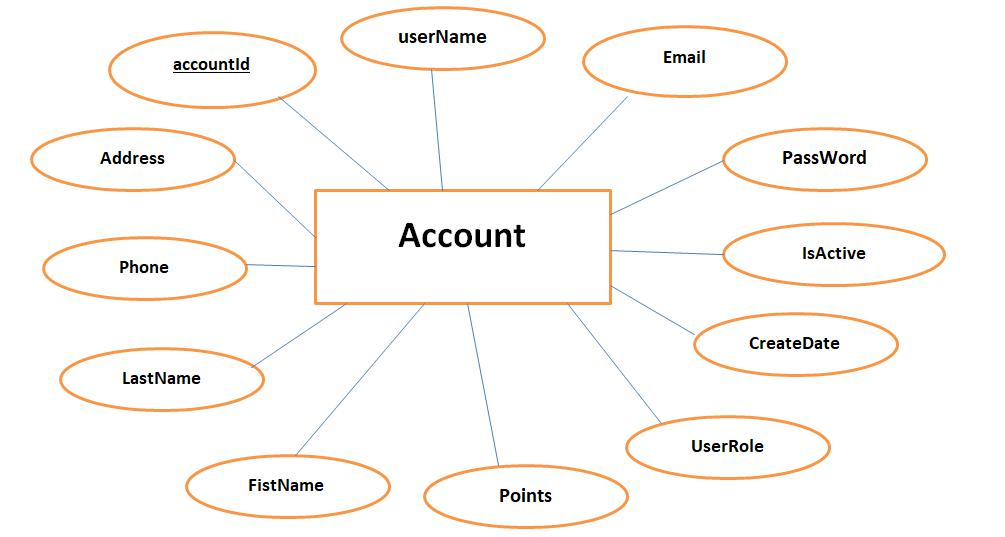 userName
accountId
Email
Address
PassWord
Account
Phone
IsActive
CreateDate
LastName
UserRole
FistName
Points